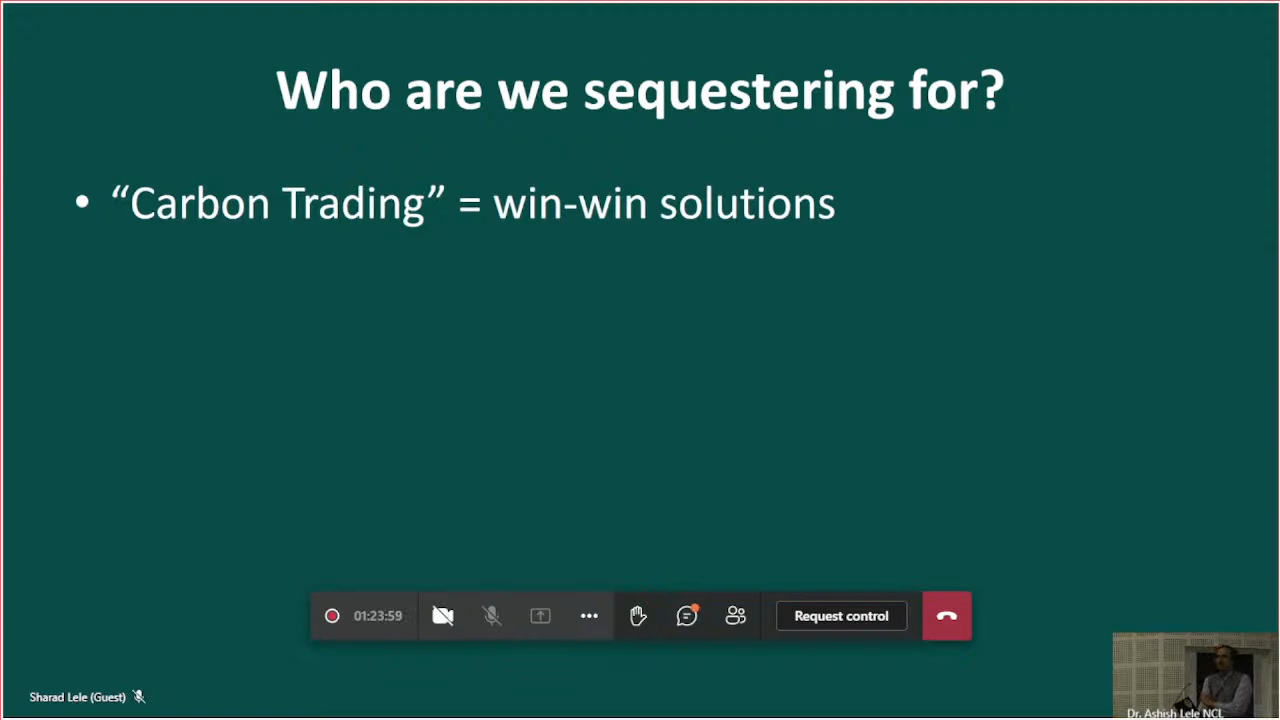 Who are we sequestering for?
• “Carbon Trading” = win-win solutions
01:23:59
Request control
Sharad Lele (Guest)
Dr. Ashish Lele NCL